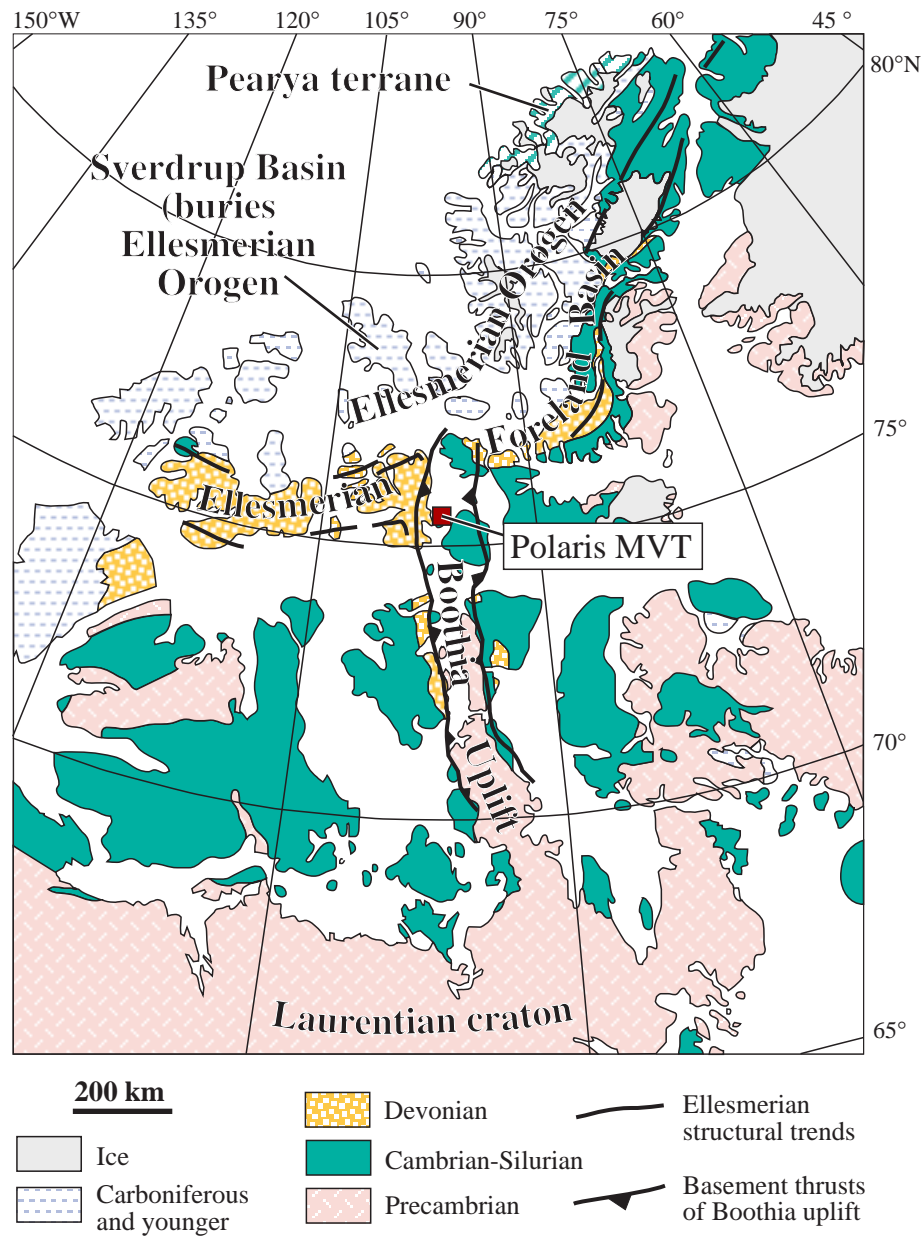 150°W 135° 120° 105° 90° 75° 60° 45 °
80°N
Pearya terrane
Sverdrup Basin
(buries
Ellesmerian
Orogen
Ellesmerian Orogen
Foreland Basin
75°
Ellesmerian
Polaris MVT
Boothia Uplift
70°
Laurentian craton
65°
200 km
Ice
Carboniferous
and younger
Devonian
Cambrian-Silurian
Precambrian
Ellesmerian
structural trends
Basement thrusts
of Boothia uplift